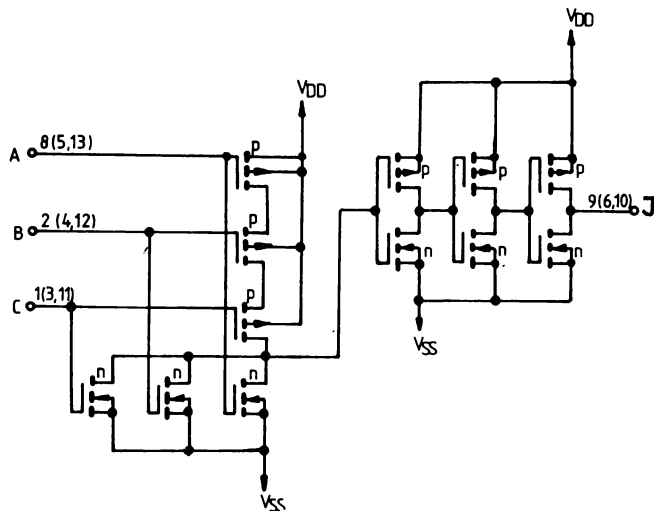 VDD
VDD
A 8(5,13) p
p p p
B 2 (4,12) p
9(6,10) J
n n n
C 1(3,11) p
VSS
n n n
VSS